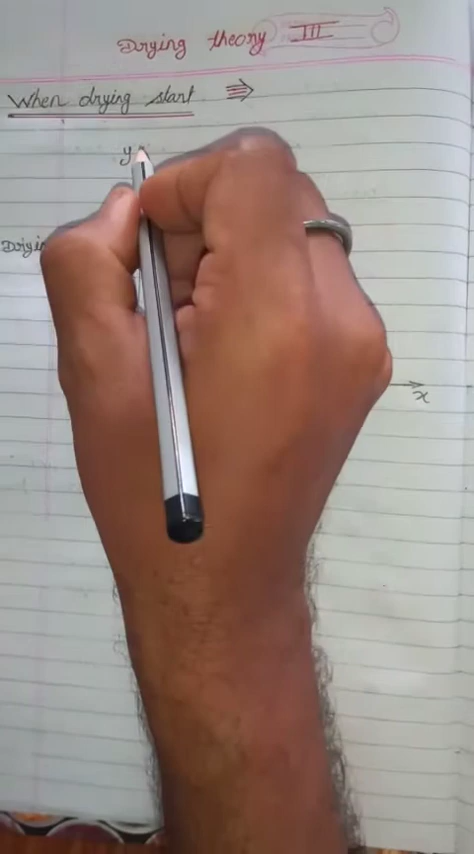 Drying theory III
When drying start ⇛
y
x